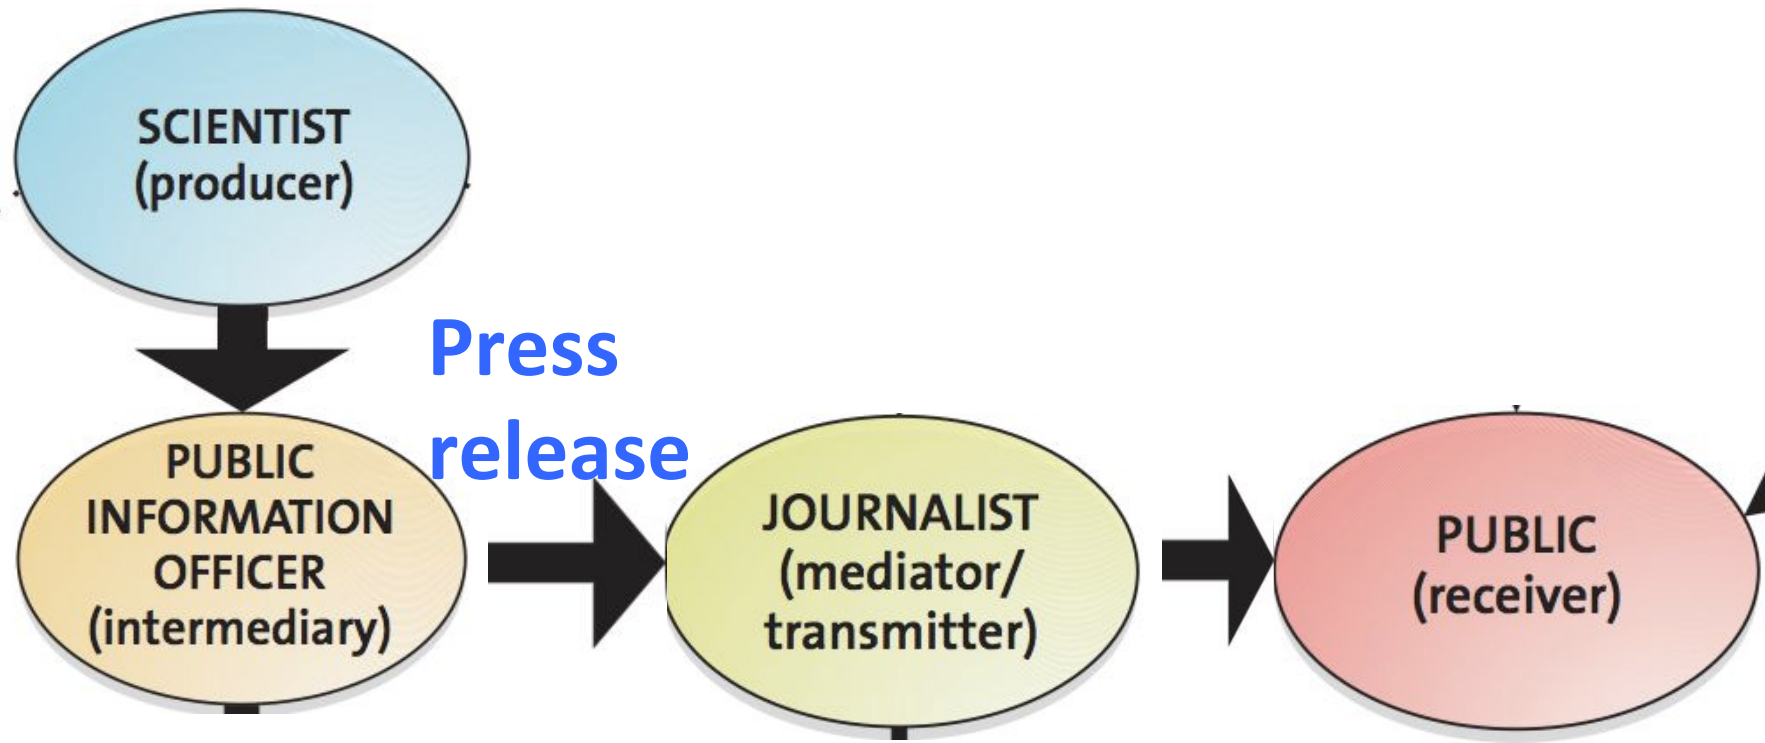 SCIENTIST
(producer)
Press
release
PUBLIC
INFORMATION
OFFICER
(intermediary)
JOURNALIST
(mediator/
transmitter)
PUBLIC
(receiver)